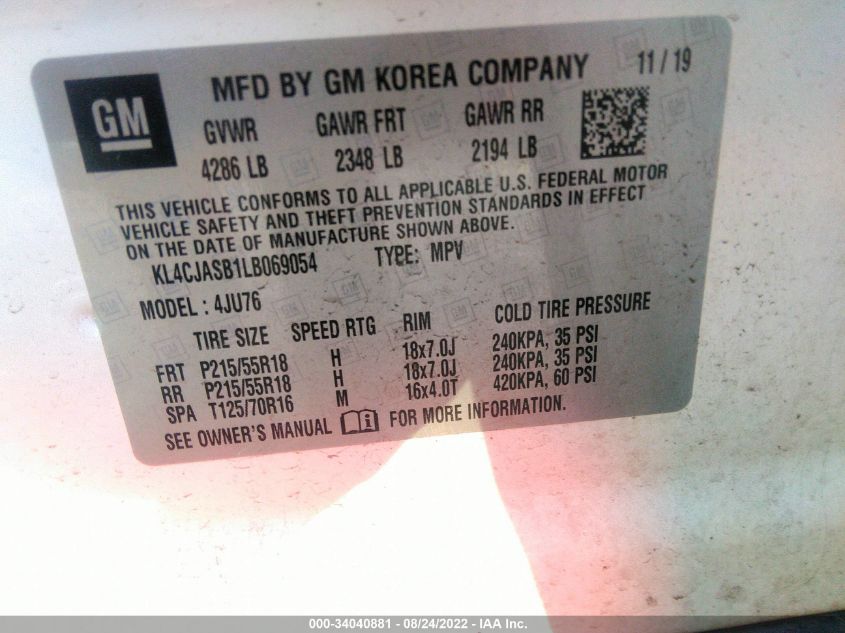 GM
MFD BY GM KOREA COMPANY 11/19
GVWR GAWR FRT GAWR RR
4286 LB 2348 LB 2194 LB
THIS VEHICLE CONFORMS TO ALL APPLICABLE U.S. FEDERAL MOTOR
VEHICLE SAFETY AND THEFT PREVENTION STANDARDS IN EFFECT
ON THE DATE OF MANUFACTURE SHOWN ABOVE.
KL4CJASB1LB069054 TYPE: MPV
MODEL: 4JU76
TIRE SIZE SPEED RTG RIM COLD TIRE PRESSURE
FRT P215/55R18 H 18x7.0J 240KPA, 35 PSI
RR P215/55R18 H 18x7.0J 240KPA, 35 PSI
SPA T125/70R16 M 16x4.0T 420KPA, 60 PSI
SEE OWNER'S MANUAL FOR MORE INFORMATION.
000-34040881 - 08/24/2022 - IAA Inc.